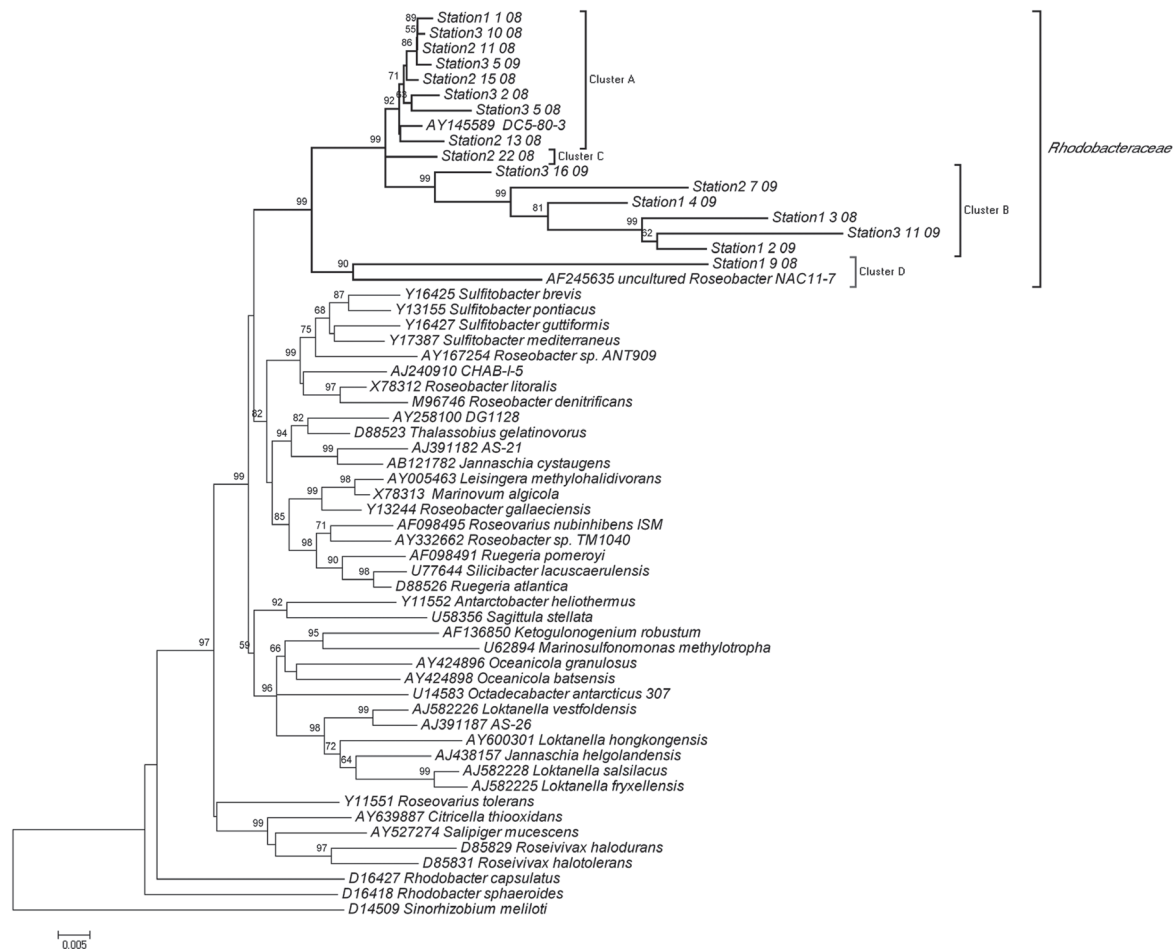 89
Station1 1 08
55
Station3 10 08
86
Station2 11 08
Station3 5 09
71
Station2 15 08
63
Station3 2 08
92
Station3 5 08
AY145589 DC5-80-3
99
Station2 13 08
Cluster A
Station2 22 08
Cluster C
Rhodobacteraceae
Station3 16 09
99
Station2 7 09
99
Station1 4 09
81
Station1 3 08
99
Station3 11 09
62
Station1 2 09
Cluster B
99
90
Station1 9 08
AF245635 uncultured Roseobacter NAC11-7
Cluster D
87
Y16425 Sulfitobacter brevis
68
Y13155 Sulfitobacter pontiacus
75
Y16427 Sulfitobacter guttiformis
Y17387 Sulfitobacter mediterraneus
99
AY167254 Roseobacter sp. ANT909
AJ240910 CHAB-I-5
97
X78312 Roseobacter litoralis
M96746 Roseobacter denitrificans
82
82
AY258100 DG1128
94
D88523 Thalassobius gelatinovorus
99
AJ391182 AS-21
AB121782 Jannaschia cystaugens
99
98
AY005463 Leisingera methylohalidivorans
99
X78313 Marinovum algicola
85
Y13244 Roseobacter gallaeciensis
71
AF098495 Roseovarius nubinhibens ISM
98
AY332662 Roseobacter sp. TM1040
90
AF098491 Ruegeria pomeroyi
98
U77644 Silicibacter lacuscaerulensis
D88526 Ruegeria atlantica
92
Y11552 Antarctobacter heliothermus
U58356 Sagittula stellata
97
59
95
AF136850 Ketogulonogenium robustum
66
U62894 Marinosulfonomonas methylotropha
AY424896 Oceanicola granulosus
AY424898 Oceanicola batsensis
96
U14583 Octadecabacter antarcticus 307
99
AJ582226 Loktanella vestfoldensis
98
AJ391187 AS-26
72
AY600301 Loktanella hongkongensis
64
AJ438157 Jannaschia helgolandensis
99
AJ582228 Loktanella salsilacus
AJ582225 Loktanella fryxellensis
Y11551 Roseovarius tolerans
99
AY639887 Citricella thiooxidans
AY527274 Salipiger mucescens
97
D85829 Roseivivax halodurans
D85831 Roseivivax halotolerans
D16427 Rhodobacter capsulatus
D16418 Rhodobacter sphaeroides
D14509 Sinorhizobium meliloti
0.005